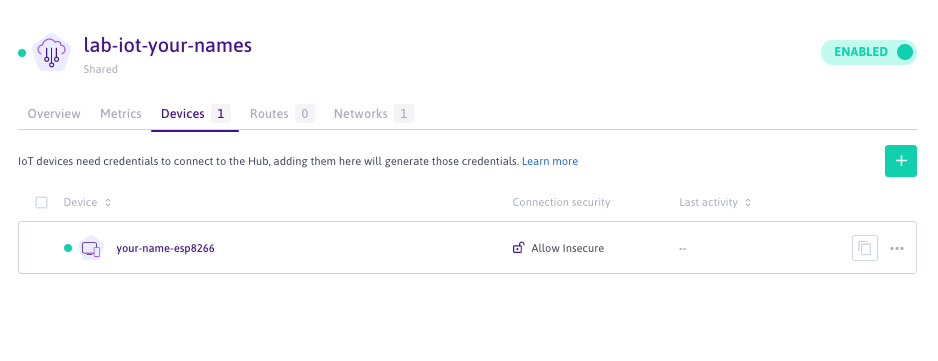 lab-iot-your-names
Shared
ENABLED
Overview Metrics Devices 1 Routes 0 Networks 1
IoT devices need credentials to connect to the Hub, adding them here will generate those credentials. Learn more
Device Connection security Last activity
your-name-esp8266 Allow Insecure --